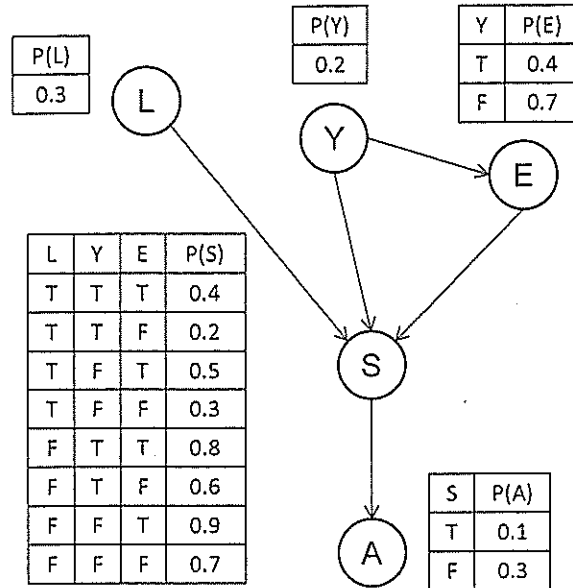 P(L)
0.3
L
P(Y)
0.2
Y
Y P(E)
T 0.4
F 0.7
E
L Y E P(S)
T T T 0.4
T T F 0.2
T F T 0.5
T F F 0.3
F T T 0.8
F T F 0.6
F F T 0.9
F F F 0.7
S
A
S P(A)
T 0.1
F 0.3